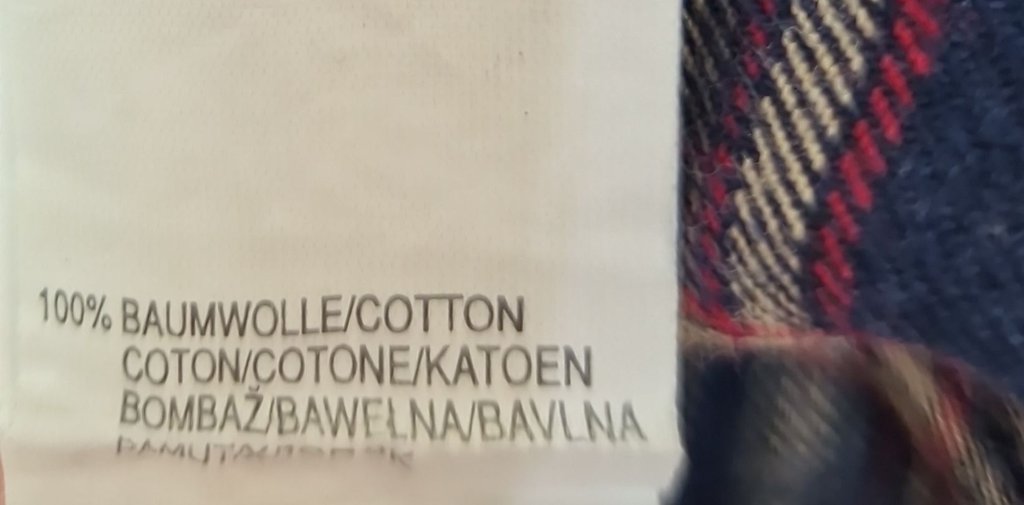 100% BAUMWOLLE/COTTON
COTON/COTONE/KATOEN
BOMBAŽ/BAWEŁNA/BAVLNA